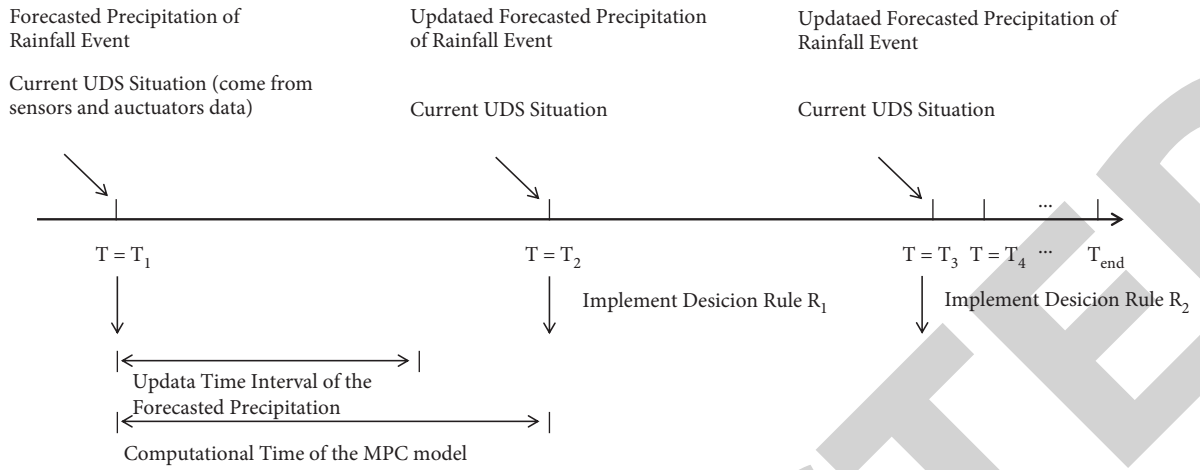 Forecasted Precipitation of
Rainfall Event
Current UDS Situation (come from
sensors and auctuators data)
Updataed Forecasted Precipitation
of Rainfall Event
Current UDS Situation
Updataed Forecasted Precipitation of
Rainfall Event
Current UDS Situation
...
T = T1
T = T2
T = T3
T = T4
...
Tend
Implement Desicion Rule R1
Implement Desicion Rule R2
Updata Time Interval of the
Forecasted Precipitation
Computational Time of the MPC model